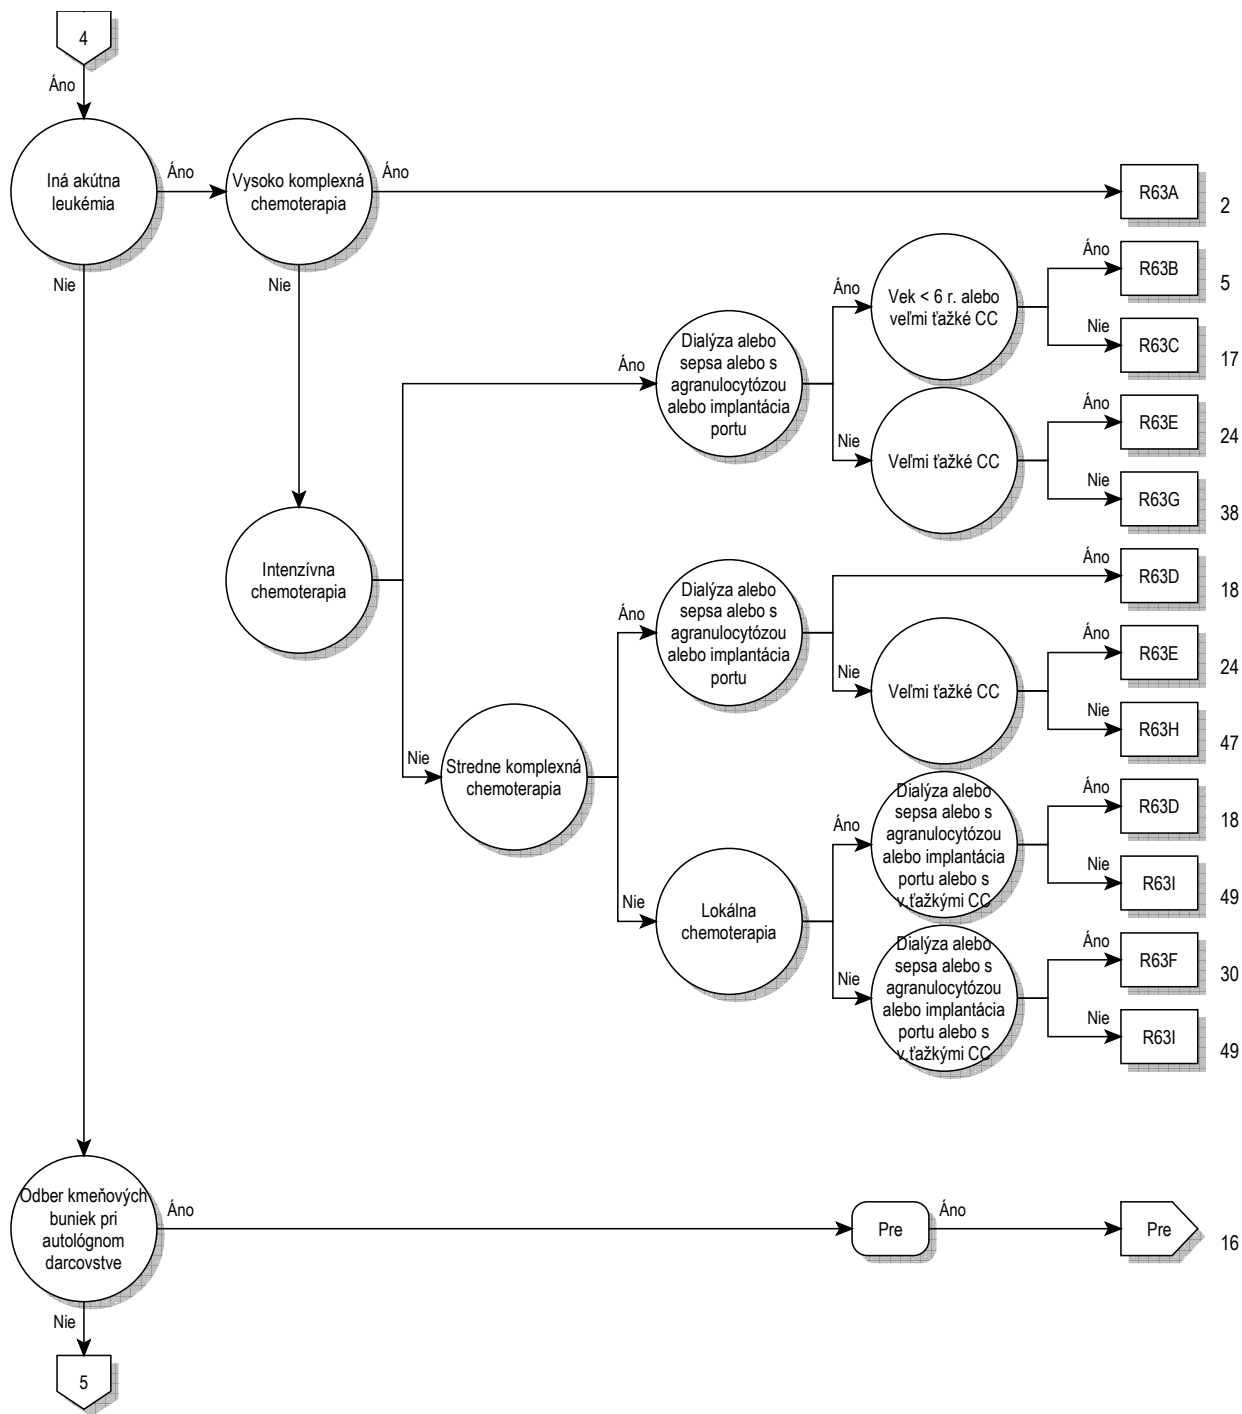 4
Áno
Iná akútna
leukémia
Áno
Vysoko komplexná
chemoterapia
Áno
R63A
2
Nie
Nie
Áno
Dialýza alebo
sepsa alebo s
agranulocytózou
alebo implantácia
portu
Áno
Vek < 6 r. alebo
veľmi ťažké CC
Áno
R63B
5
Nie
R63C
17
Nie
Veľmi ťažké CC
Áno
R63E
24
Nie
R63G
38
Intenzívna
chemoterapia
Nie
Stredne komplexná
chemoterapia
Áno
Dialýza alebo
sepsa alebo s
agranulocytózou
alebo implantácia
portu
Áno
R63D
18
Nie
Veľmi ťažké CC
Áno
R63E
24
Nie
R63H
47
Nie
Lokálna
chemoterapia
Áno
Dialýza alebo
sepsa alebo s
agranulocytózou
alebo implantácia
portu alebo s
v.ťažkými CC
Áno
R63D
18
Nie
R63I
49
Nie
Dialýza alebo
sepsa alebo s
agranulocytózou
alebo implantácia
portu alebo s
v.ťažkými CC
Áno
R63F
30
Nie
R63I
49
Odber kmeňových
buniek pri
autológnom
darcovstve
Áno
Pre
Áno
Pre
16
Nie
5